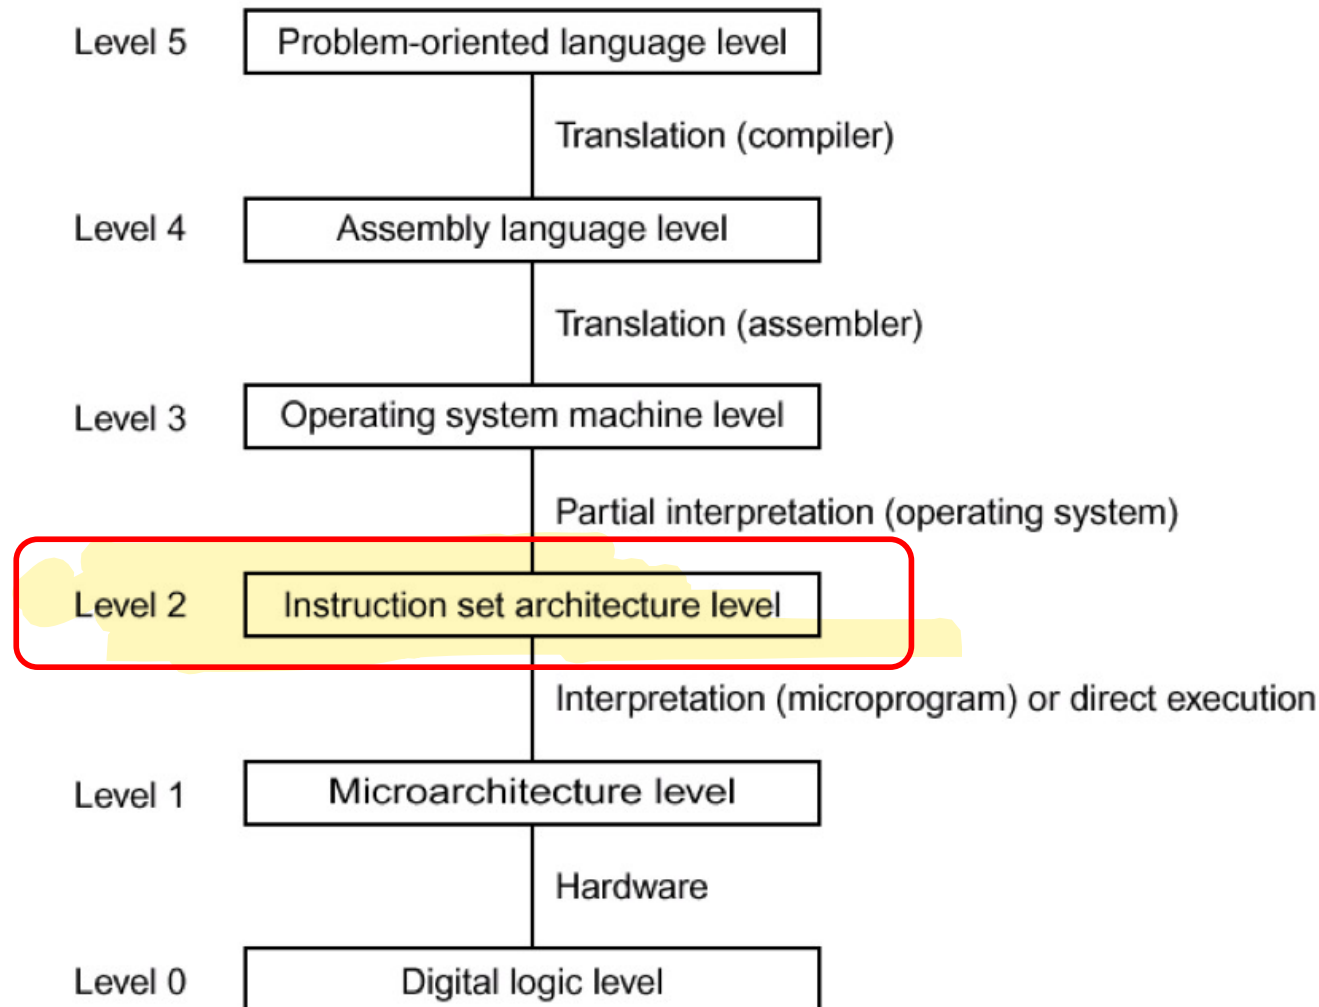 Level 5 Problem-oriented language level
Translation (compiler)
Level 4 Assembly language level
Translation (assembler)
Level 3 Operating system machine level
Partial interpretation (operating system)
Level 2 Instruction set architecture level
Interpretation (microprogram) or direct execution
Level 1 Microarchitecture level
Hardware
Level 0 Digital logic level